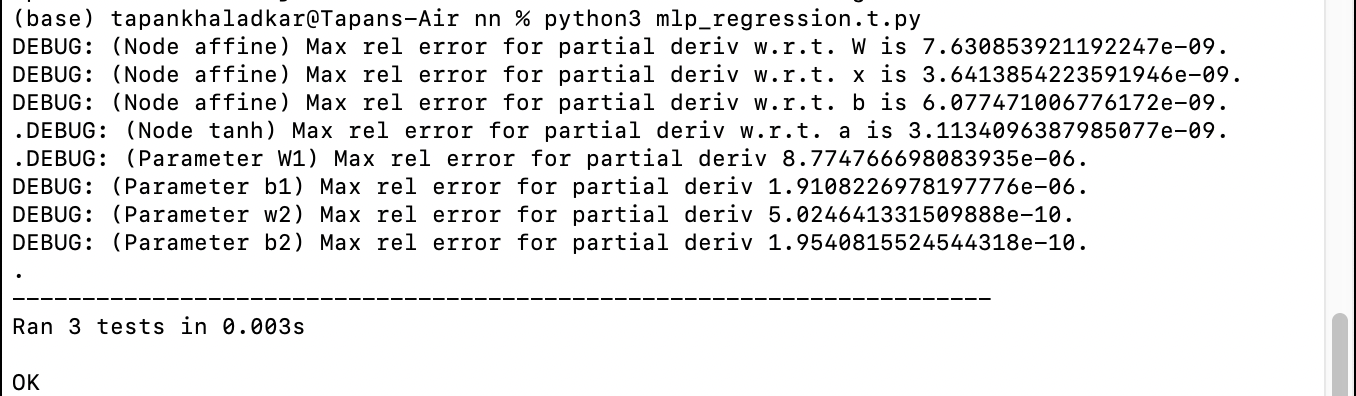 (base) tapankhaladkar@Tapans-Air nn % python3 mlp_regression.t.py
DEBUG: (Node affine) Max rel error for partial deriv w.r.t. W is 7.630853921192247e-09.
DEBUG: (Node affine) Max rel error for partial deriv w.r.t. x is 3.6413854223591946e-09.
DEBUG: (Node affine) Max rel error for partial deriv w.r.t. b is 6.077471006776172e-09.
.DEBUG: (Node tanh) Max rel error for partial deriv w.r.t. a is 3.1134096387985077e-09.
.DEBUG: (Parameter W1) Max rel error for partial deriv 8.774766698083935e-06.
DEBUG: (Parameter b1) Max rel error for partial deriv 1.9108226978197776e-06.
DEBUG: (Parameter w2) Max rel error for partial deriv 5.024641331509888e-10.
DEBUG: (Parameter b2) Max rel error for partial deriv 1.9540815524544318e-10.
.
----------------------------------------------------------------------
Ran 3 tests in 0.003s
OK